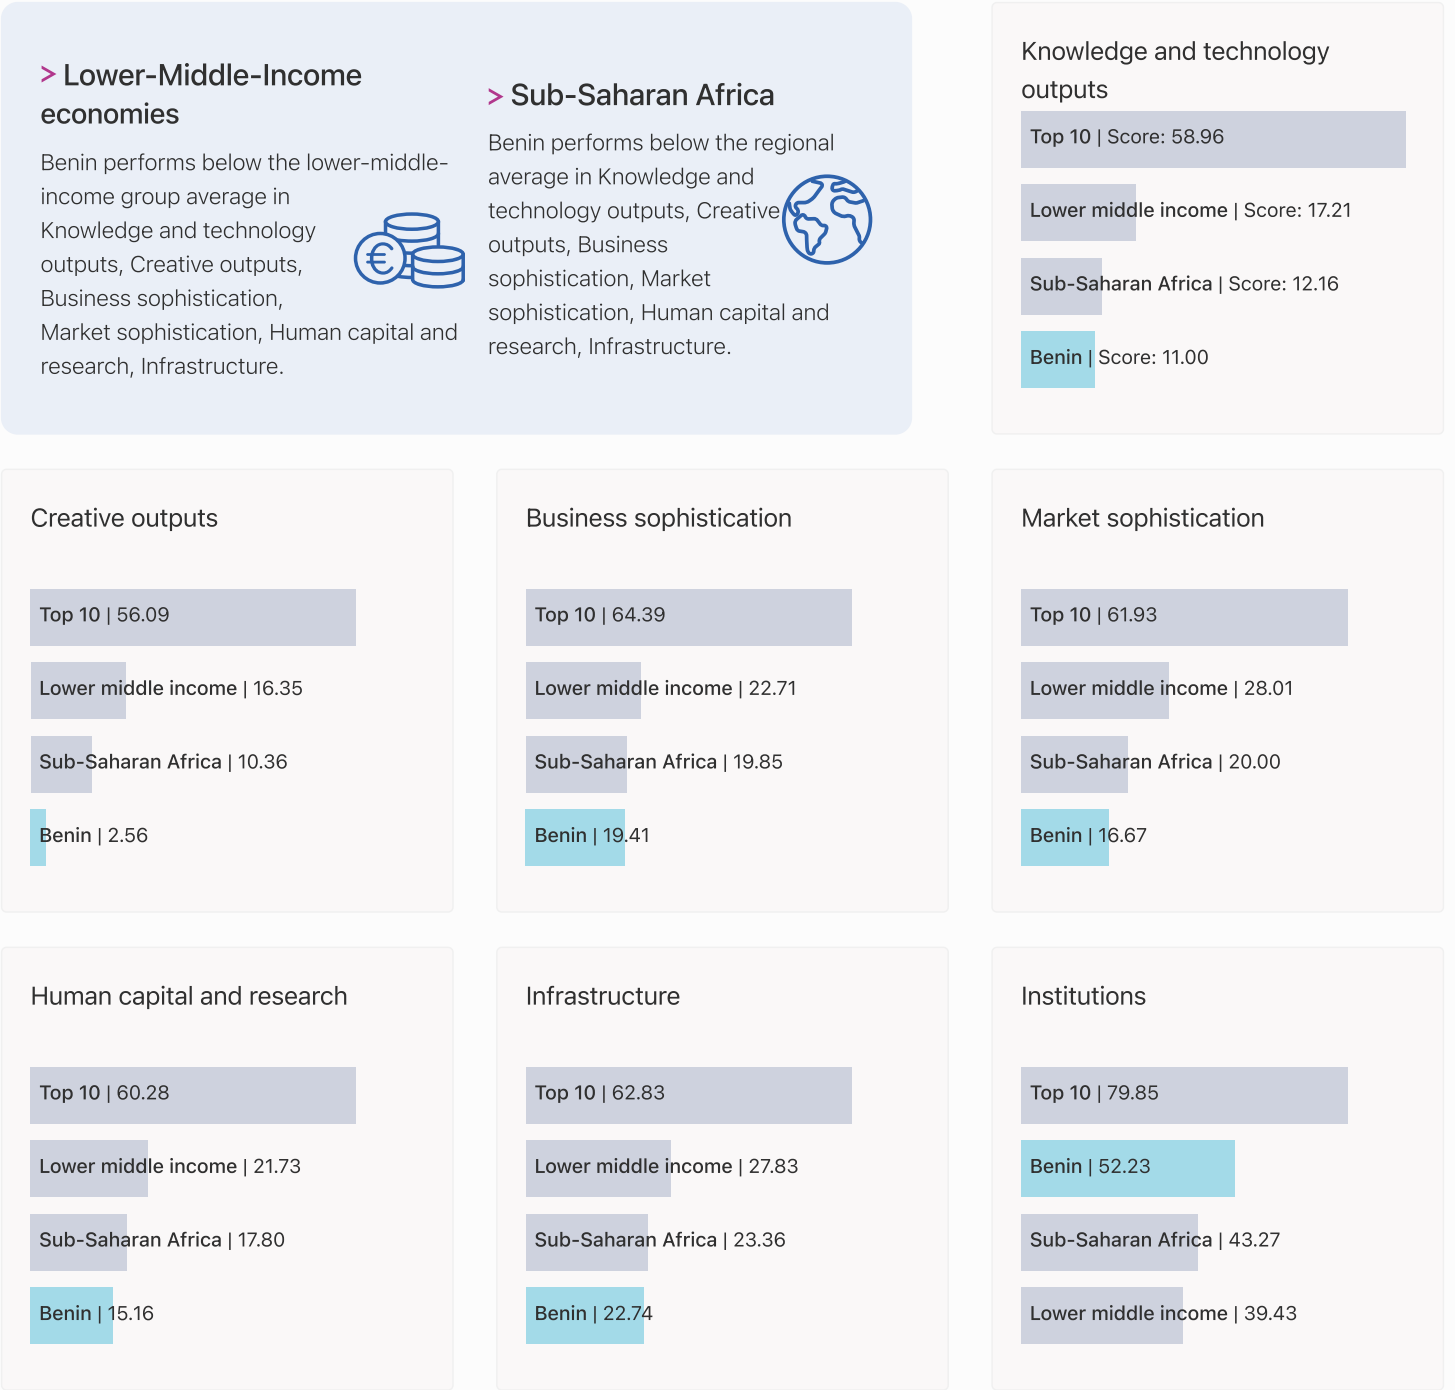 > Lower-Middle-Income
economies
Benin performs below the lower-middle-
income group average in
Knowledge and technology
outputs, Creative outputs,
Business sophistication,
Market sophistication, Human capital and
research, Infrastructure.
> Sub-Saharan Africa
Benin performs below the regional
average in Knowledge and
technology outputs, Creative
outputs, Business
sophistication, Market
sophistication, Human capital and
research, Infrastructure.
Knowledge and technology
outputs
Top 10 | Score: 58.96
Lower middle income | Score: 17.21
Sub-Saharan Africa | Score: 12.16
Benin | Score: 11.00
Creative outputs
Top 10 | 56.09
Lower middle income | 16.35
Sub-Saharan Africa | 10.36
Benin | 2.56
Business sophistication
Top 10 | 64.39
Lower middle income | 22.71
Sub-Saharan Africa | 19.85
Benin | 19.41
Market sophistication
Top 10 | 61.93
Lower middle income | 28.01
Sub-Saharan Africa | 20.00
Benin | 16.67
Human capital and research
Top 10 | 60.28
Lower middle income | 21.73
Sub-Saharan Africa | 17.80
Benin | 15.16
Infrastructure
Top 10 | 62.83
Lower middle income | 27.83
Sub-Saharan Africa | 23.36
Benin | 22.74
Institutions
Top 10 | 79.85
Benin | 52.23
Sub-Saharan Africa | 43.27
Lower middle income | 39.43